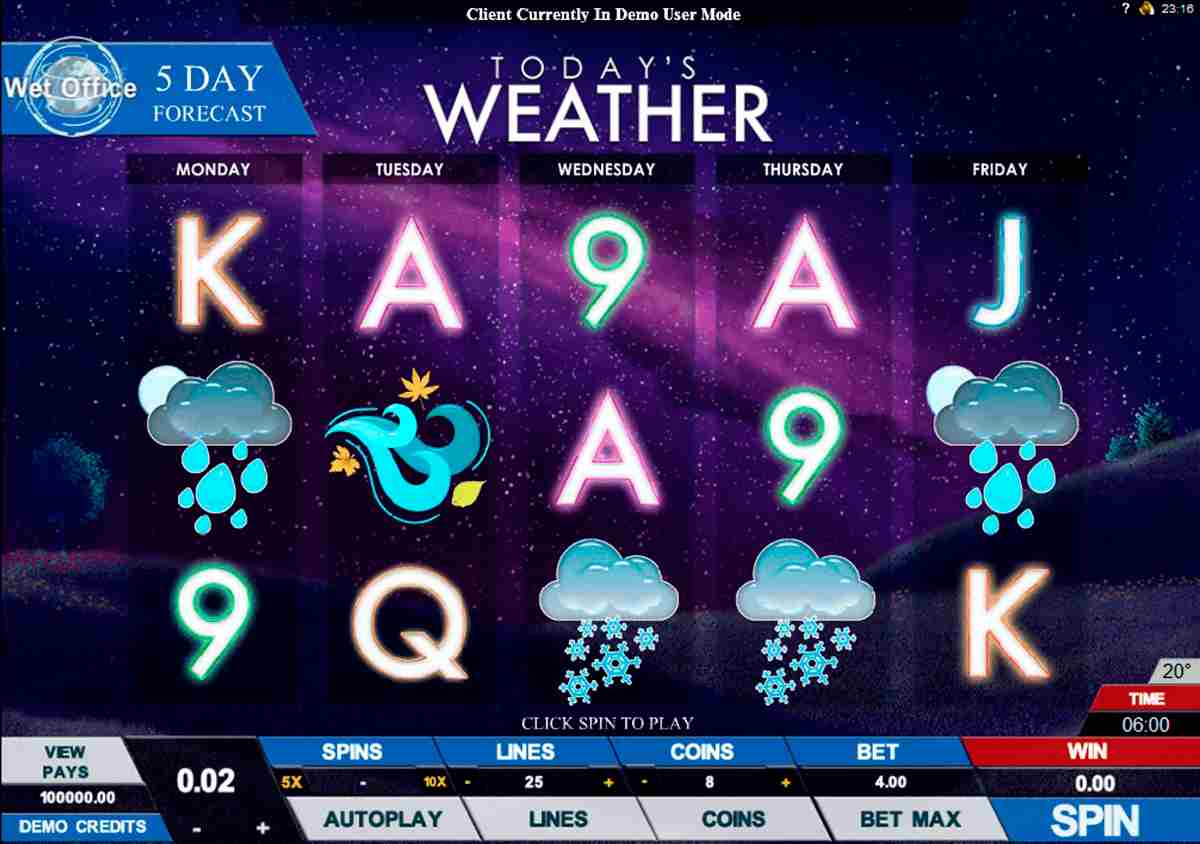 Client Currently In Demo User Mode
? 23:16
Wet Office
5 DAY
FORECAST
TODAY'S
WEATHER
MONDAY TUESDAY WEDNESDAY THURSDAY FRIDAY
K A 9 A J
A 9
9 Q K
20°
TIME
06:00
CLICK SPIN TO PLAY
VIEW
PAYS
100000.00
DEMO CREDITS
0.02
- +
SPINS LINES COINS BET WIN
5X - 10X - 25 + - 8 + 4.00 0.00
AUTOPLAY LINES COINS BET MAX SPIN